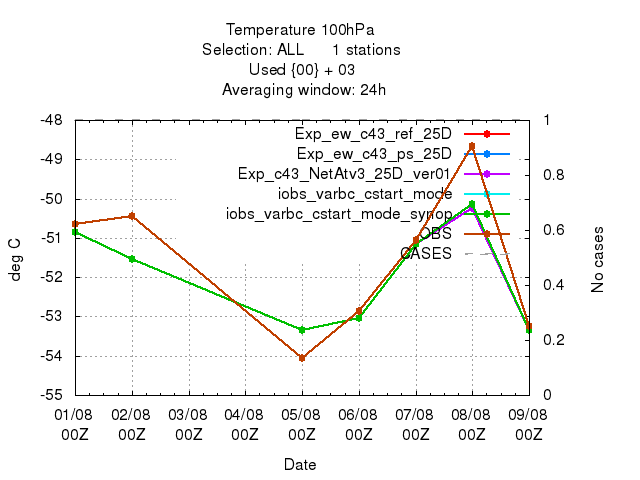 Temperature 100hPa
Selection: ALL 1 stations
Used {00} + 03
Averaging window: 24h
-48
-49
-50
-51
-52
-53
-54
-55
deg C
1
0.8
0.6
0.4
0.2
0
No cases
Exp_ew_c43_ref_25D
Exp_ew_c43_ps_25D
Exp_c43_NetAtv3_25D_ver01
iobs_varbc_cstart_mode
iobs_varbc_cstart_mode_synop
OBS
CASES
01/08 02/08 03/08 04/08 05/08 06/08 07/08 08/08 09/08
00Z 00Z 00Z 00Z 00Z 00Z 00Z 00Z 00Z
Date